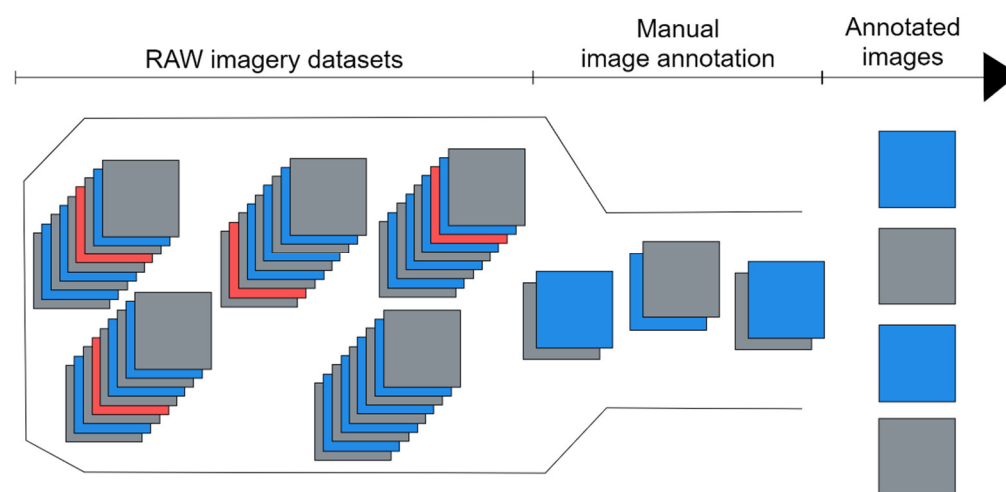 RAW imagery datasets
Manual
image annotation
Annotated
images